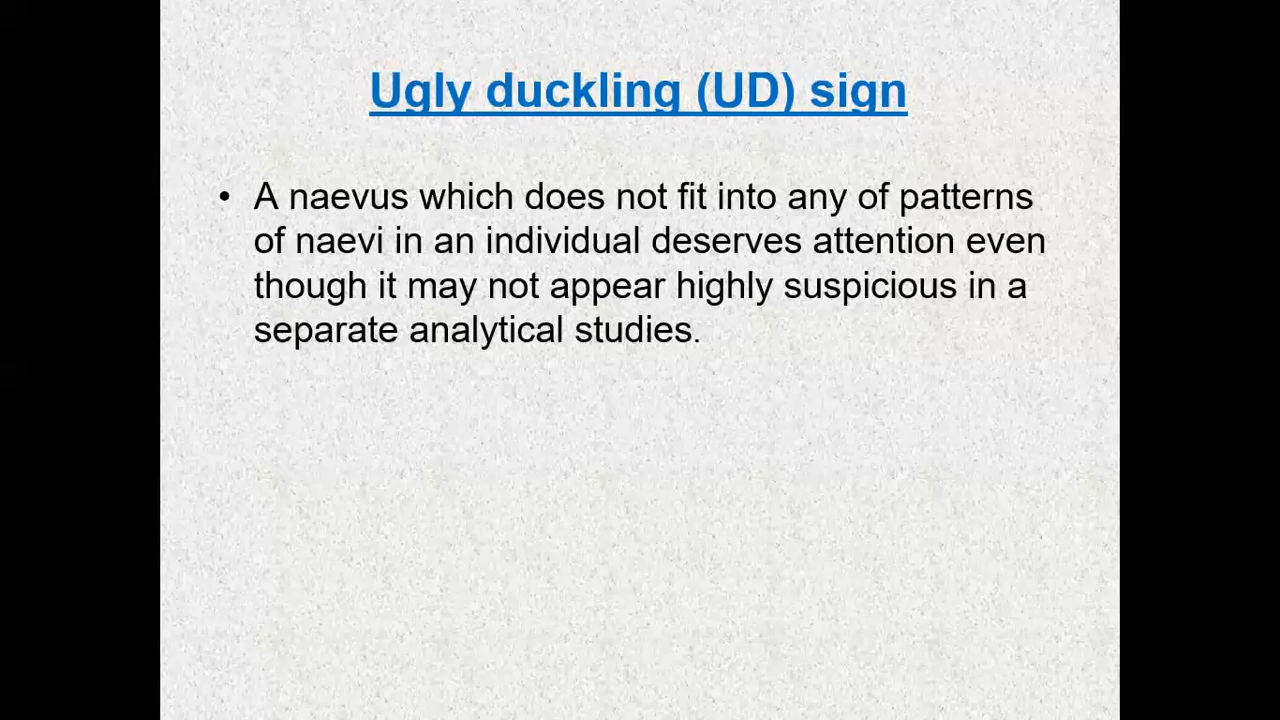 Ugly duckling (UD) sign
• A naevus which does not fit into any of patterns
of naevi in an individual deserves attention even
though it may not appear highly suspicious in a
separate analytical studies.